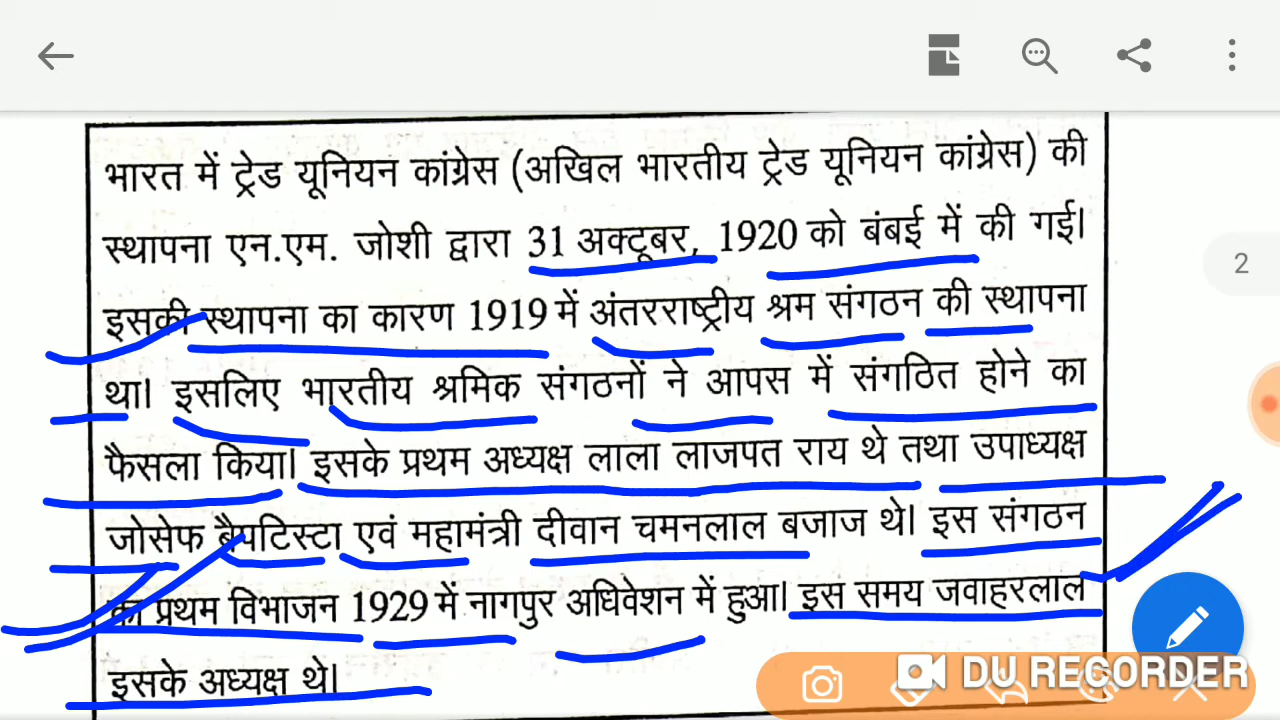 भारत में ट्रेड यूनियन कांग्रेस (अखिल भारतीय ट्रेड यूनियन कांग्रेस) की
स्थापना एन.एम. जोशी द्वारा 31 अक्टूबर, 1920 को बंबई में की गई।
2
इसकी स्थापना का कारण 1919 में अंतरराष्ट्रीय श्रम संगठन की स्थापना
था। इसलिए भारतीय श्रमिक संगठनों ने आपस में संगठित होने का
फैसला किया। इसके प्रथम अध्यक्ष लाला लाजपत राय थे तथा उपाध्यक्ष
जोसेफ बैपटिस्टा एवं महामंत्री दीवान चमनलाल बजाज थे। इस संगठन
का प्रथम विभाजन 1929 में नागपुर अधिवेशन में हुआ। इस समय जवाहरलाल
इसके अध्यक्ष थे।
DU RECORDER